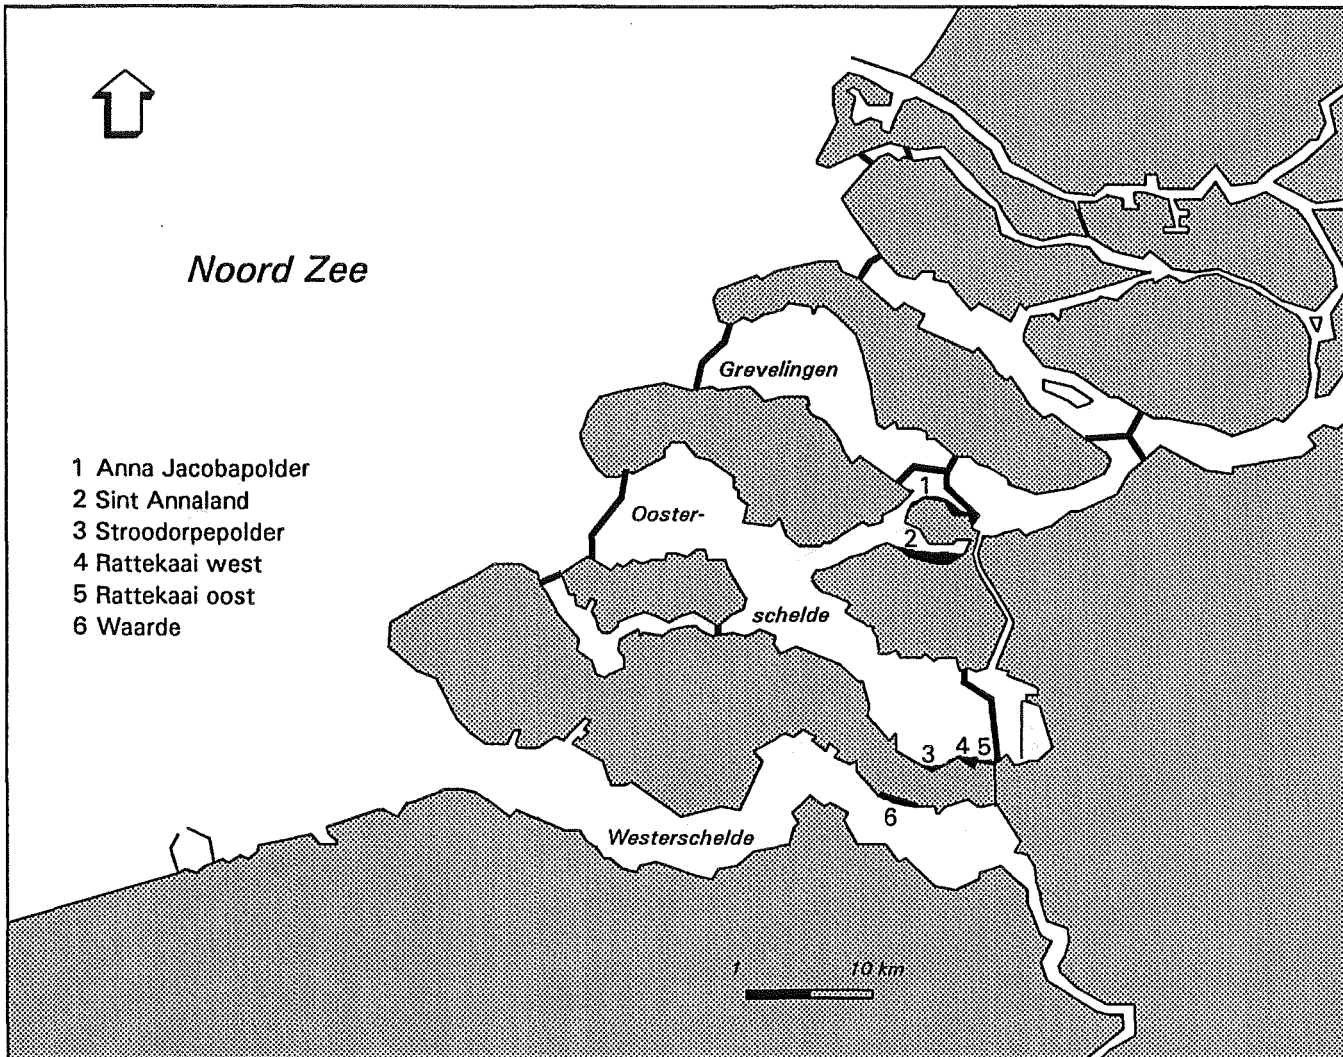 Noord Zee
Grevelingen
1 Anna Jacobapolder
2 Sint Annaland
3 Stroodorpepolder
4 Rattekaai west
5 Rattekaai oost
6 Waarde
1
Ooster-
2
schelde
3
4 5
6
Westerschelde
1 10 km